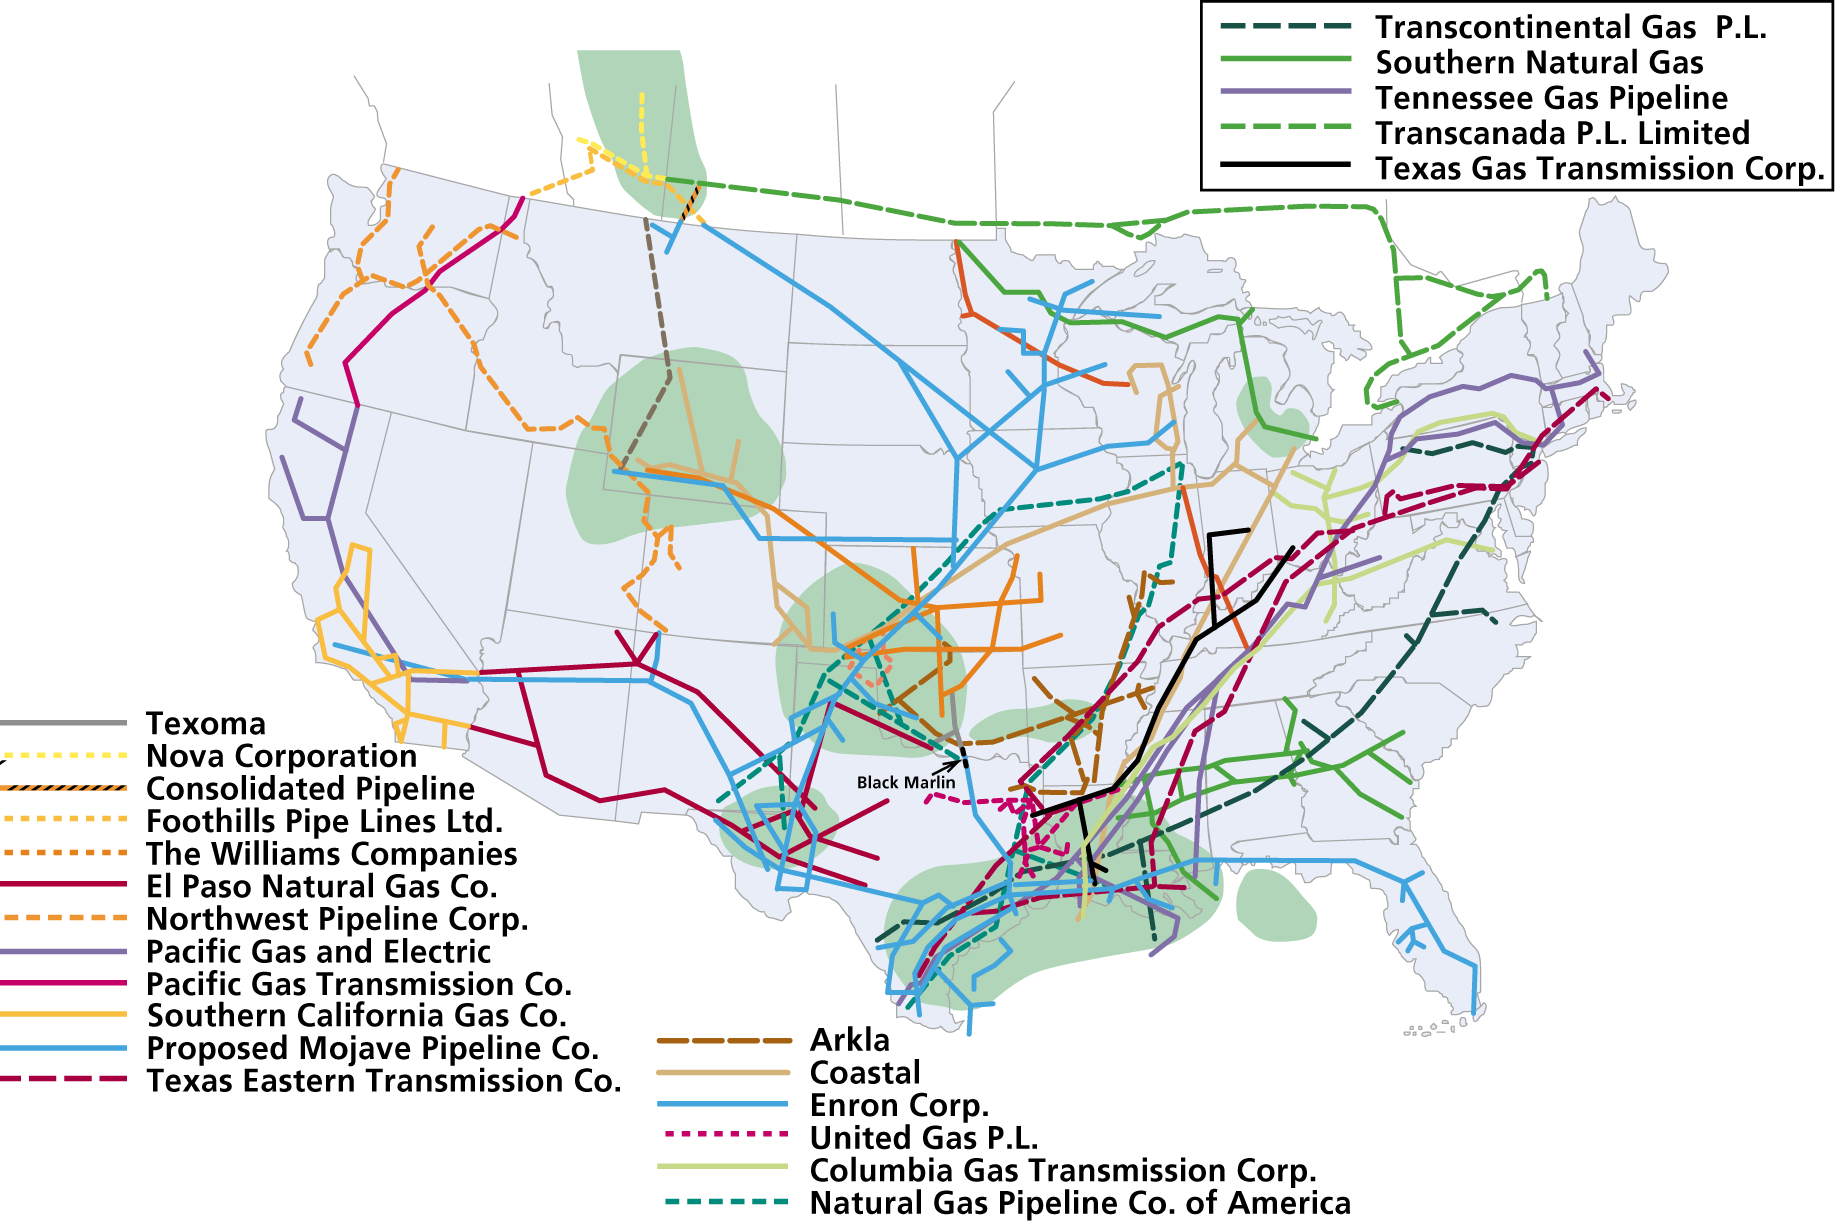 Transcontinental Gas P.L.
Southern Natural Gas
Tennessee Gas Pipeline
Transcanada P.L. Limited
Texas Gas Transmission Corp.
Black Marlin
Texoma
Nova Corporation
Consolidated Pipeline
Foothills Pipe Lines Ltd.
The Williams Companies
El Paso Natural Gas Co.
Northwest Pipeline Corp.
Pacific Gas and Electric
Pacific Gas Transmission Co.
Southern California Gas Co.
Proposed Mojave Pipeline Co.
Texas Eastern Transmission Co.
Arkla
Coastal
Enron Corp.
United Gas P.L.
Columbia Gas Transmission Corp.
Natural Gas Pipeline Co. of America